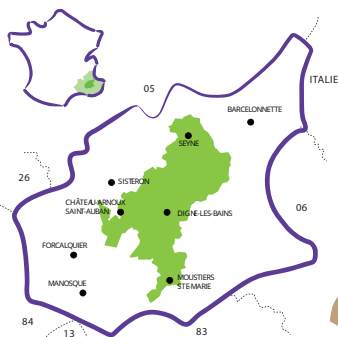 ITALIE
05
BARCELONNETTE
SEYNE
26
SISTERON
CHÂTEAU-ARNOUX
SAINT-AUBAN
DIGNE-LES-BAINS
06
FORCALQUIER
MOUSTIERS
STE-MARIE
MANOSQUE
84
13
83